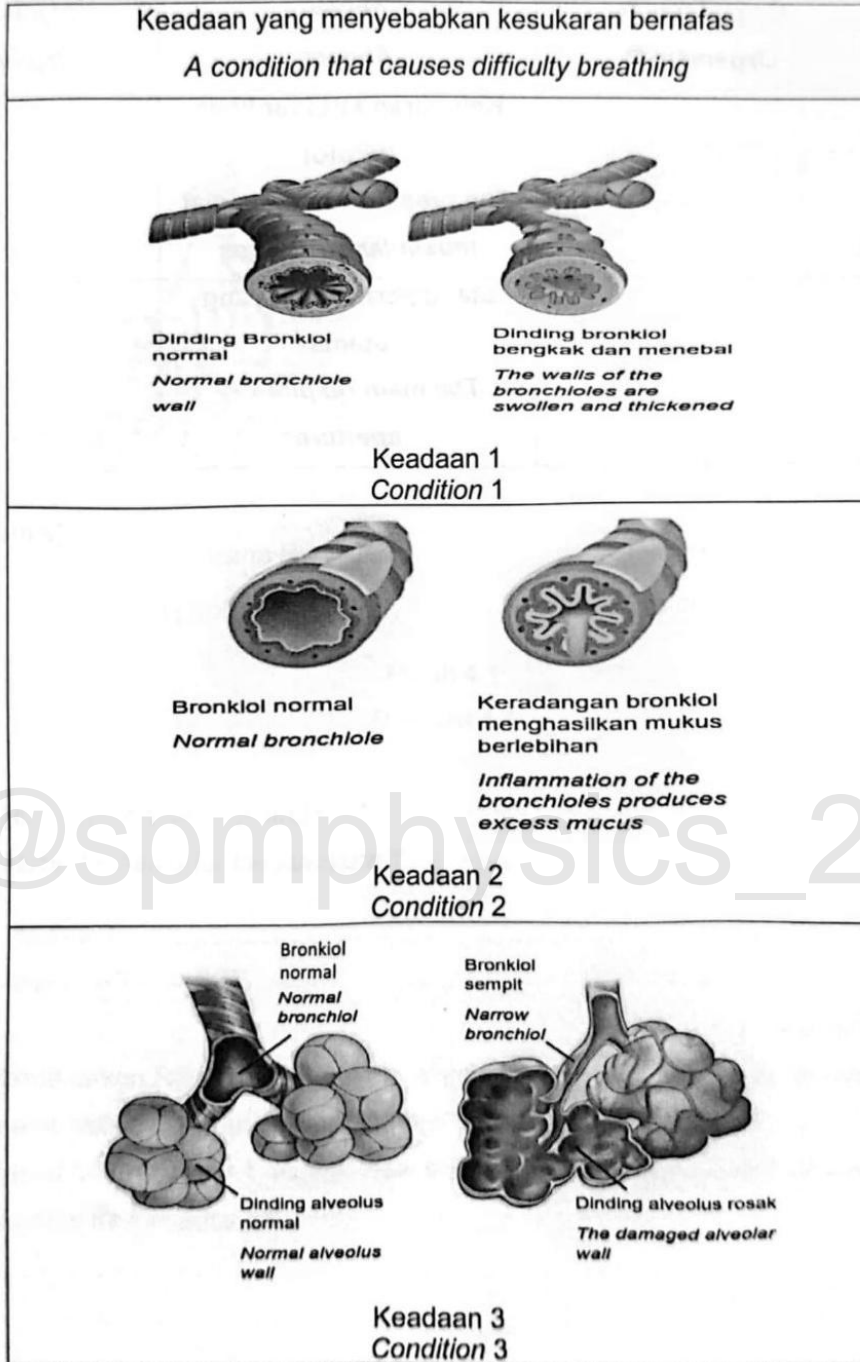 Keadaan yang menyebabkan kesukaran bernafas
A condition that causes difficulty breathing
Dinding Bronkiol
normal
Normal bronchiole
wall
Dinding bronkiol
bengkak dan menebal
The walls of the
bronchioles are
swollen and thickened
Keadaan 1
Condition 1
Bronkiol normal
Normal bronchiole
Keradangan bronkiol
menghasilkan mukus
berlebihan
Inflammation of the
bronchioles produces
excess mucus
@spmphysics_2
Keadaan 2
Condition 2
Bronkiol
normal
Normal
bronchiol
Bronkiol
sempit
Narrow
bronchiol
Dinding alveolus
normal
Normal alveolus
wall
Dinding alveolus rosak
The damaged alveolar
wall
Keadaan 3
Condition 3